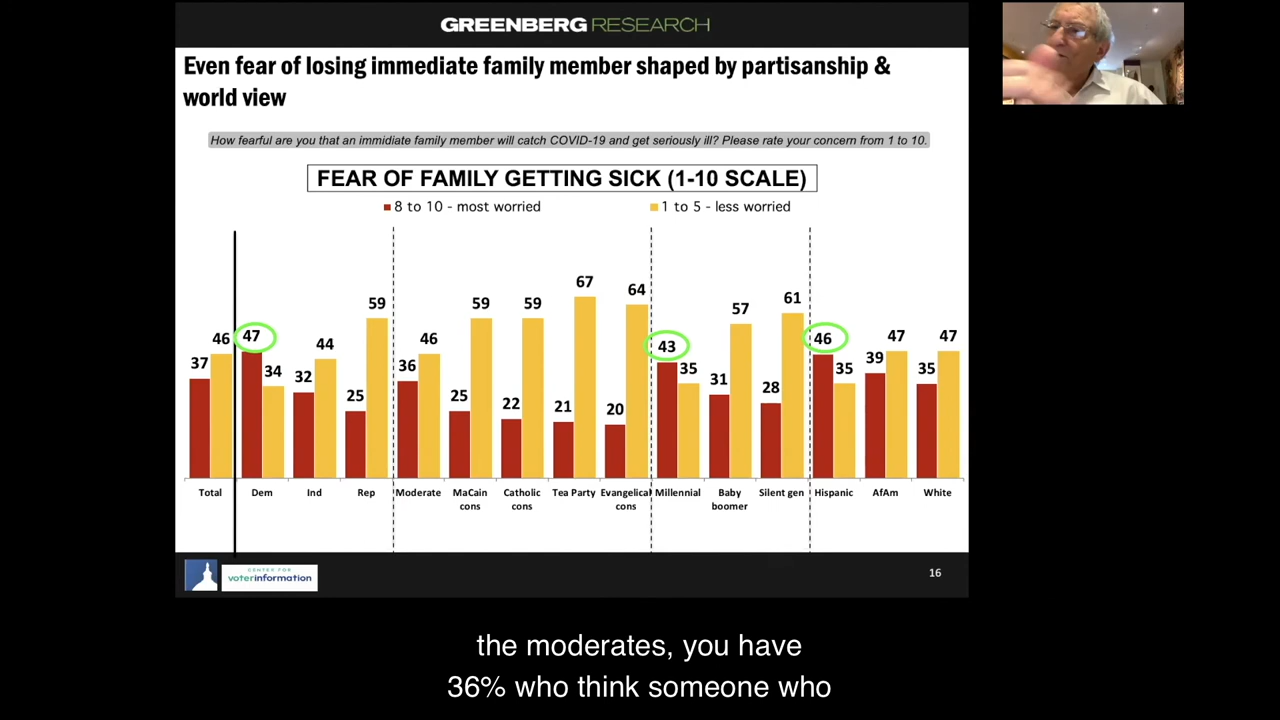 GREENBERG RESEARCH
Even fear of losing immediate family member shaped by partisanship &
world view
How fearful are you that an immidiate family member will catch COVID-19 and get seriously ill? Please rate your concern from 1 to 10.
FEAR OF FAMILY GETTING SICK (1-10 SCALE)
8 to 10 - most worried 1 to 5 - less worried
37 46 47 34 32 44 25 59 36 46 25 59 22 59 21 67 20 64 43 35 31 57 28 61 46 35 39 47 35 47
Total Dem Ind Rep Moderate MaCain Catholic Tea Party Evangelical Millennial Baby Silent gen Hispanic AfAm White
cons cons cons boomer
CENTER FOR
voterinformation
16
the moderates, you have
36% who think someone who